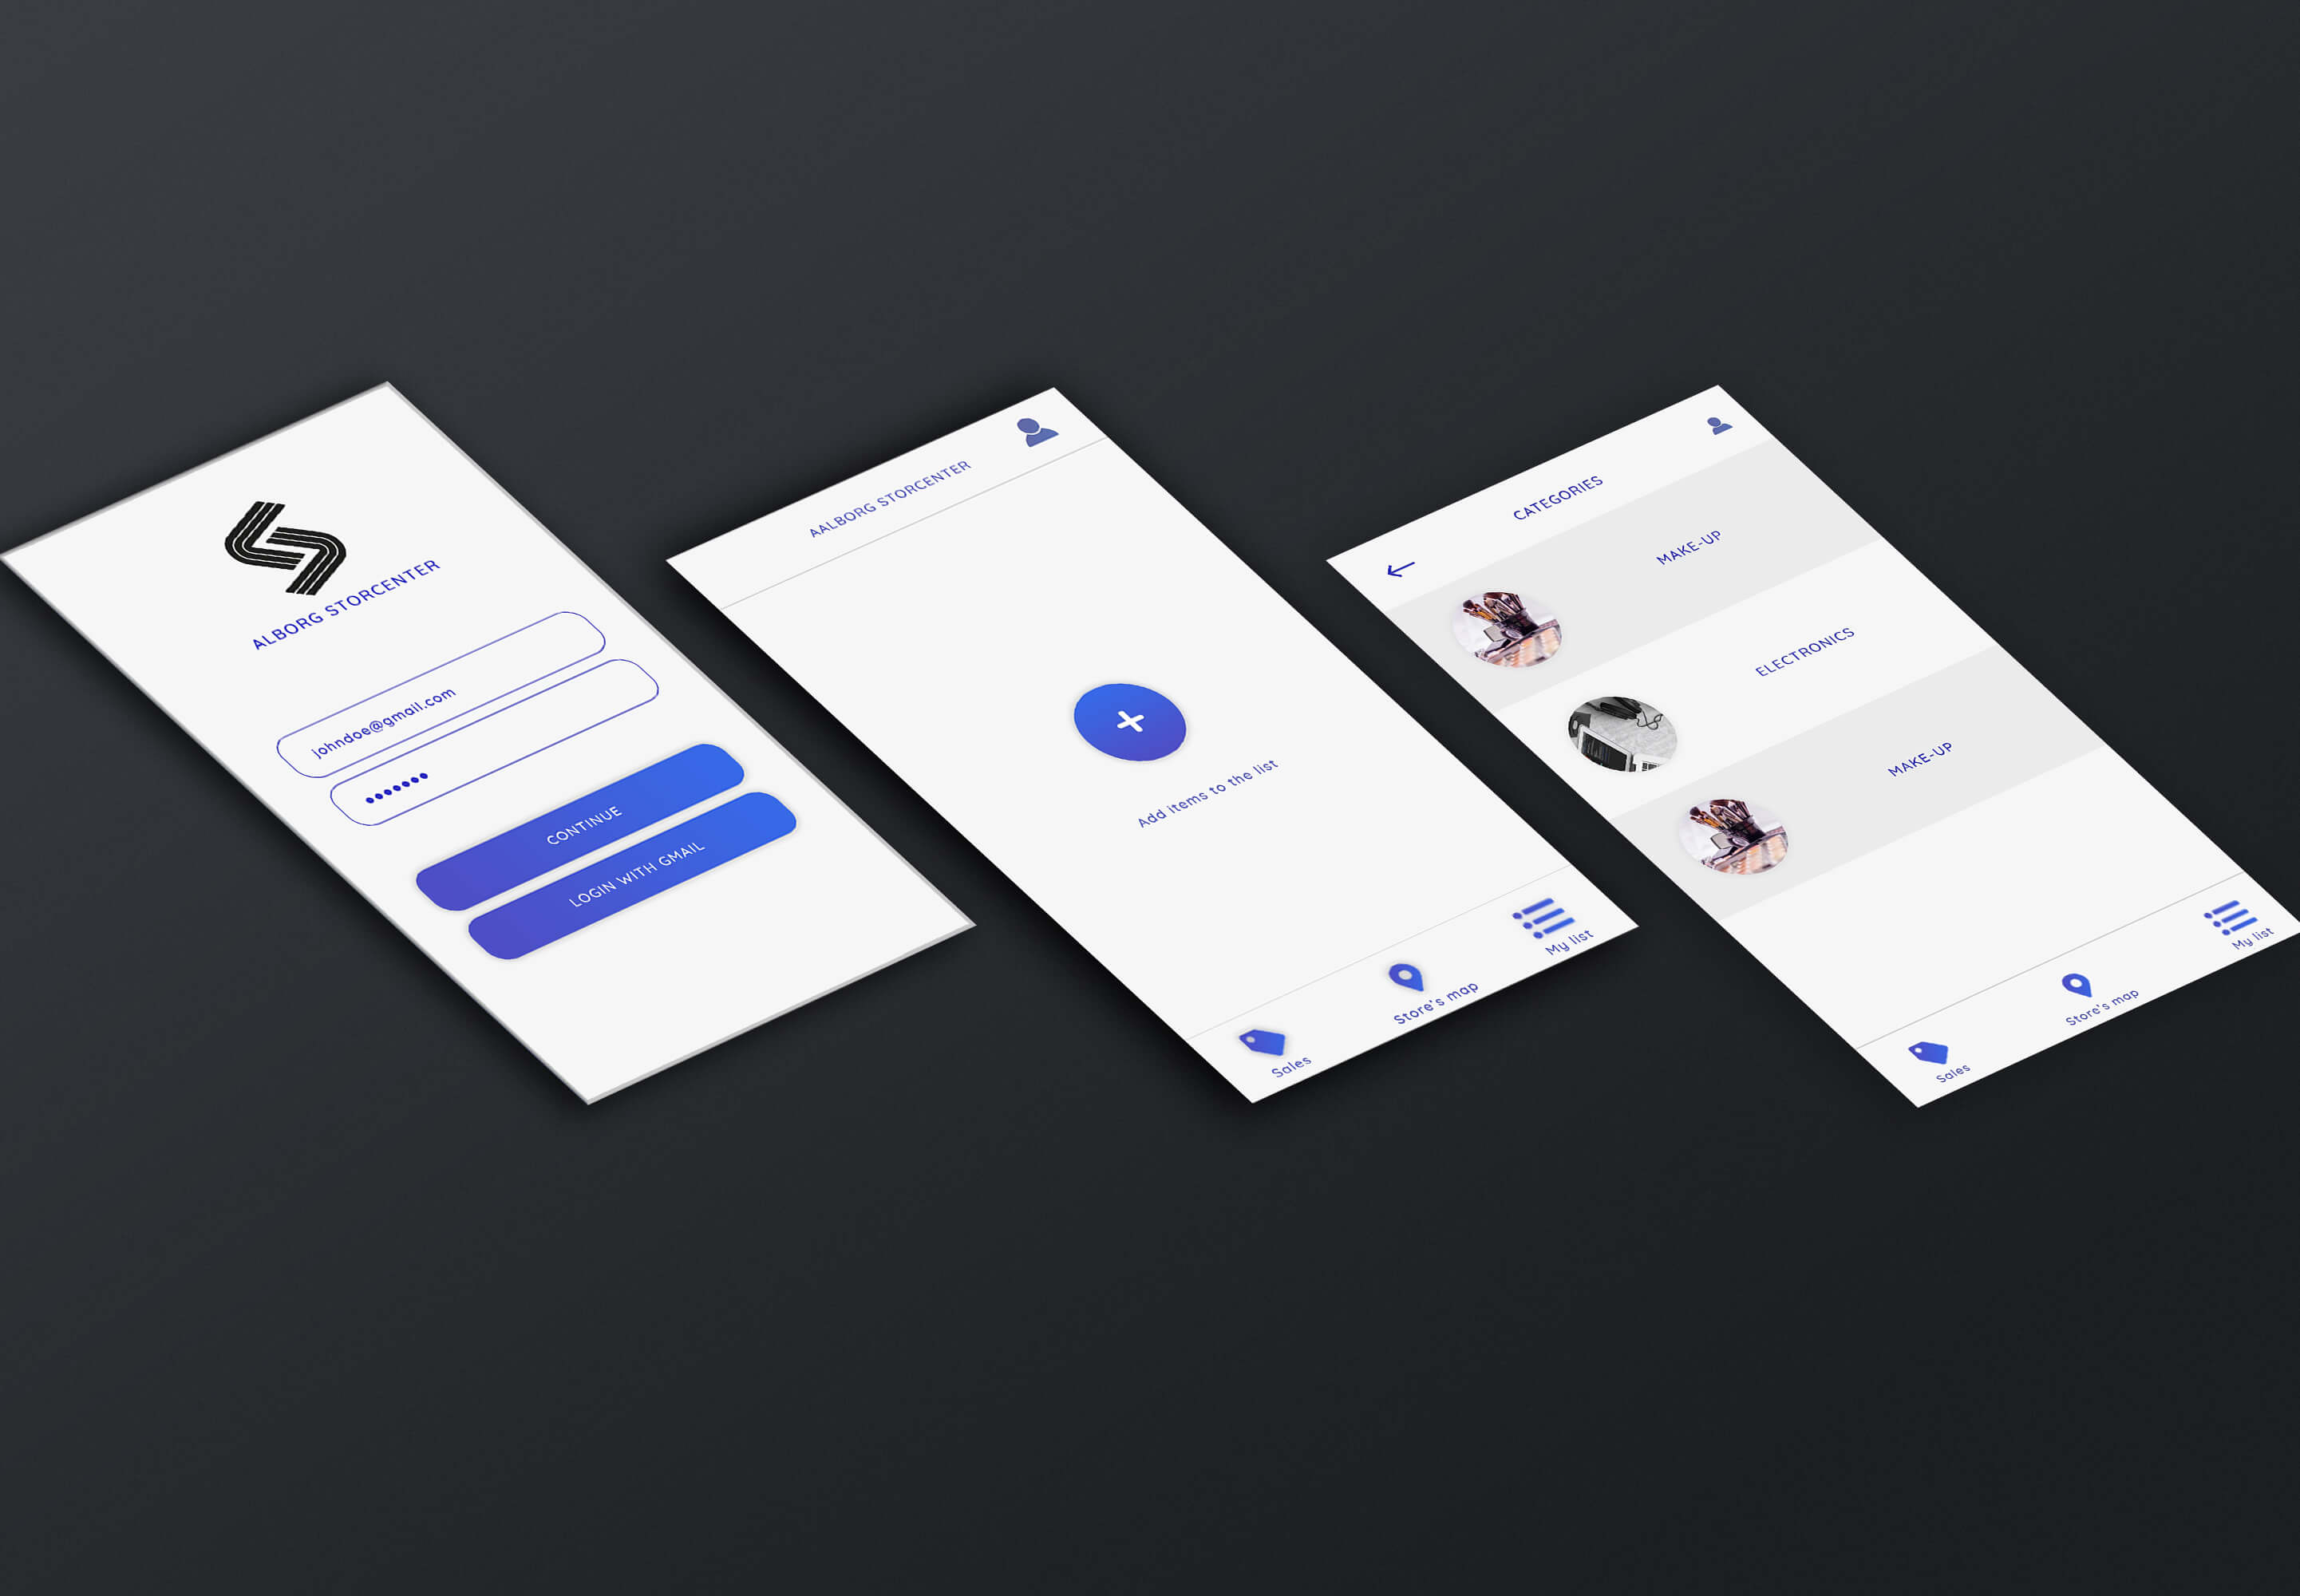 ALBORG STORCENTER
johndoe@gmail.com
CONTINUE
LOGIN WITH GMAIL
AALBORG STORCENTER
Add items to the list
Sales
Store's map
My list
CATEGORIES
MAKE-UP
ELECTRONICS
MAKE-UP
Sales
Store's map
My list